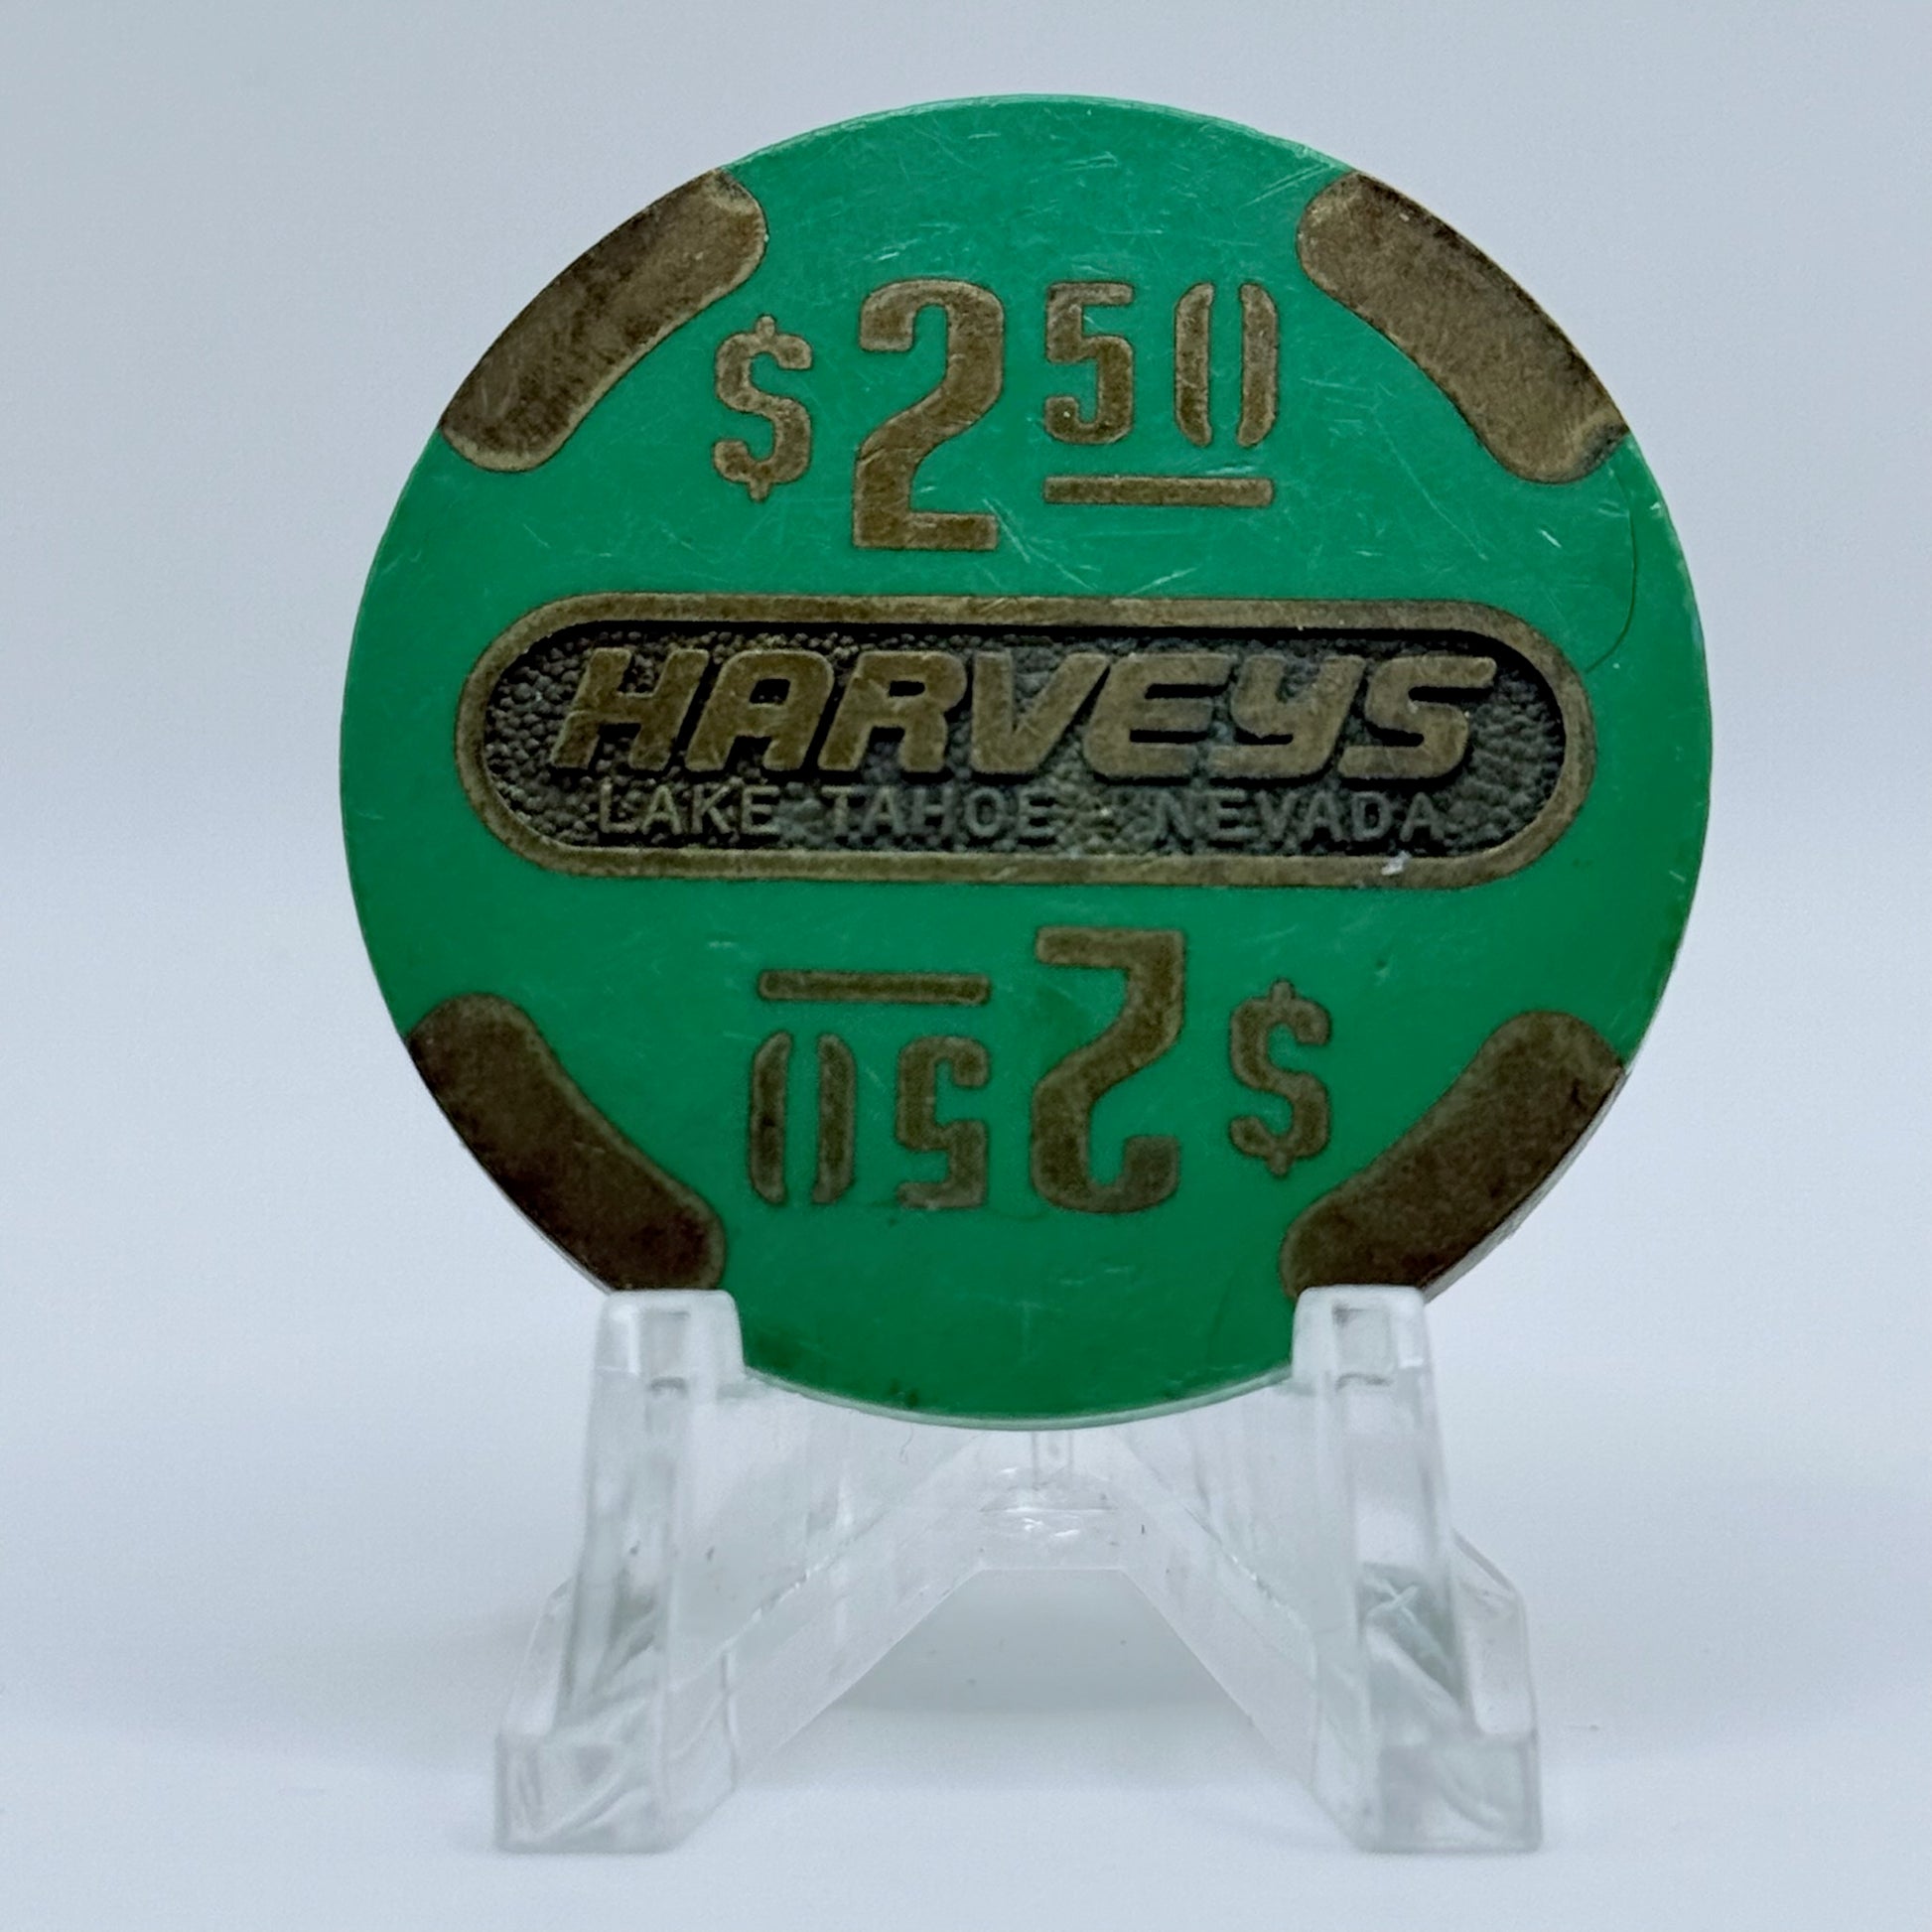 $2 50
HARVEYS
LAKE TAHOE NEVADA
$2 50